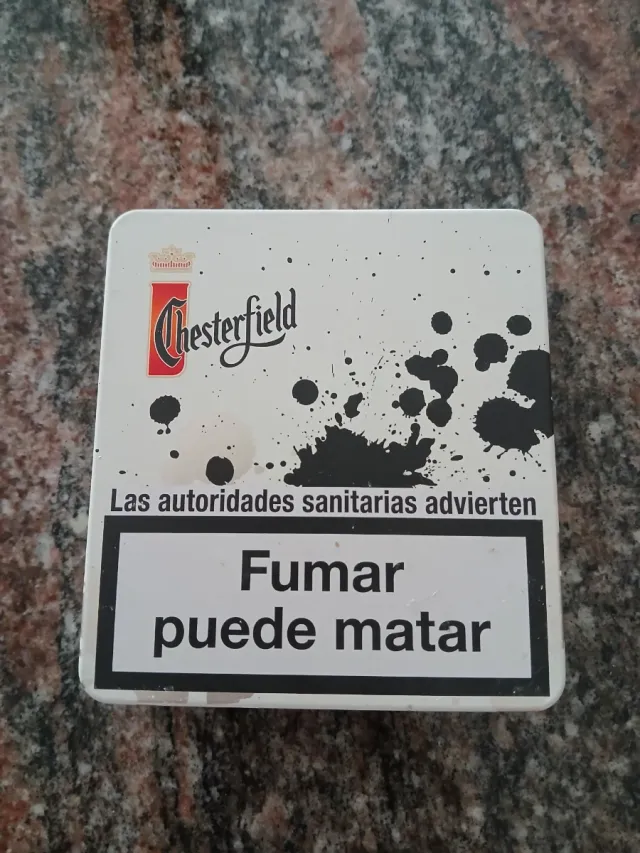 Chesterfield
Las autoridades sanitarias advierten
Fumar
puede matar